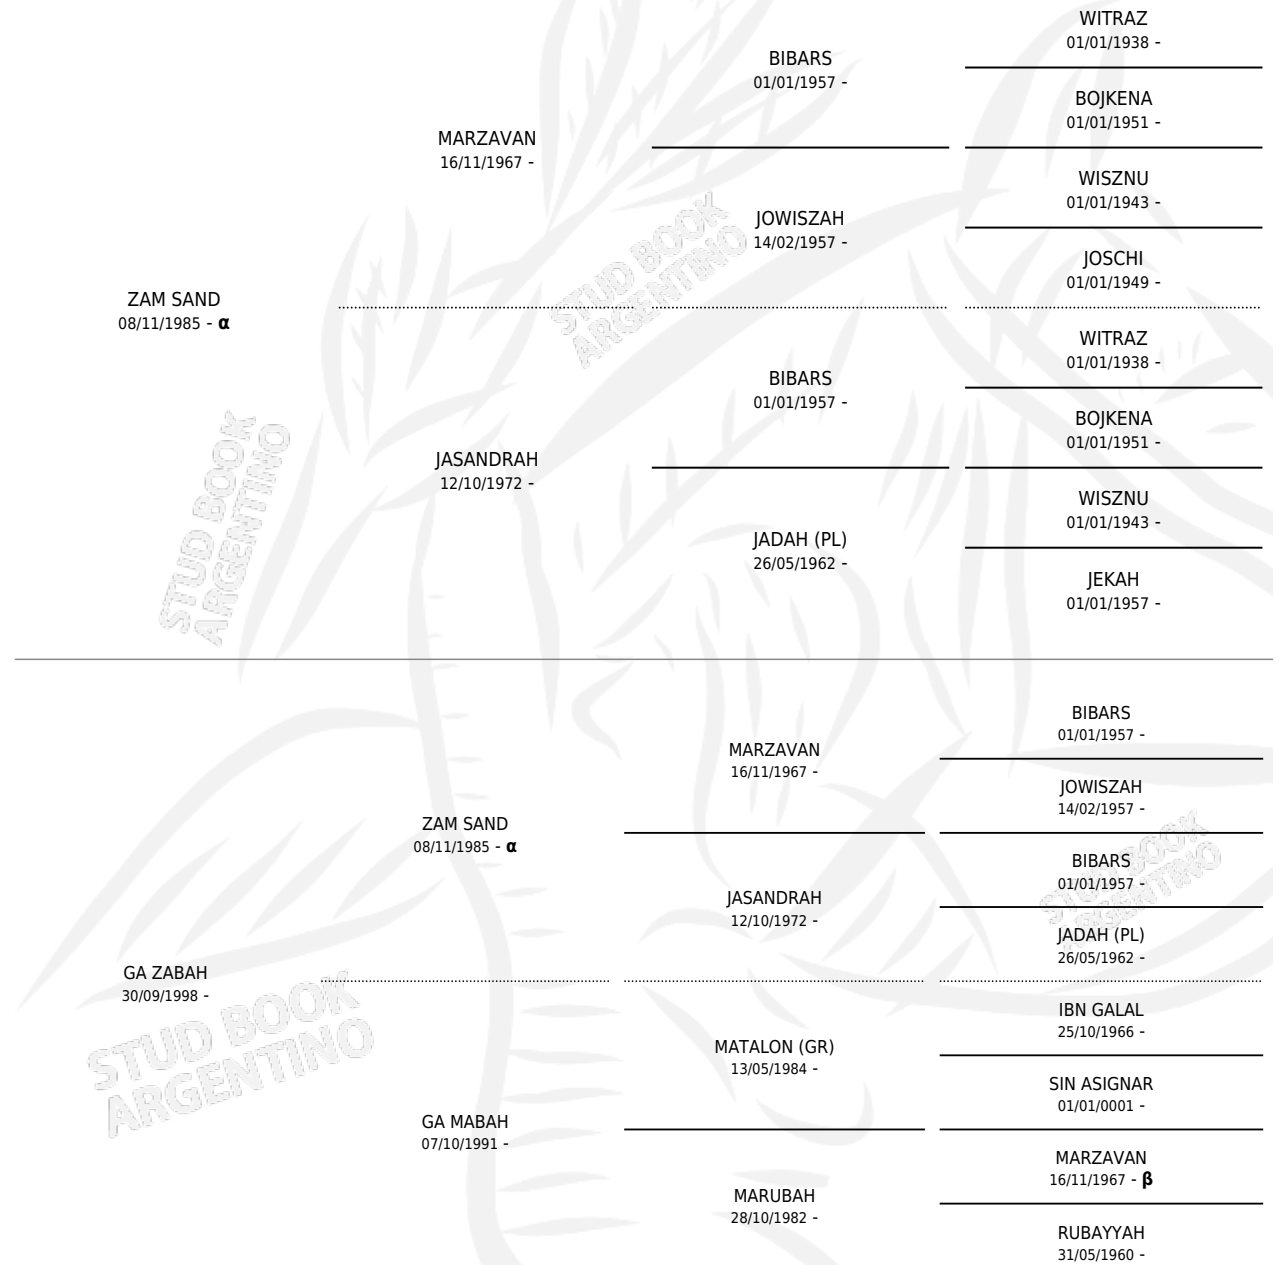 WITRAZ
01/01/1938 -
BIBARS
01/01/1957 -
BOJKENA
01/01/1951 -
MARZAVAN
16/11/1967 -
WISZNU
01/01/1943 -
JOWISZAH
14/02/1957 -
JOSCHI
01/01/1949 -
ZAM SAND
08/11/1985 - α
WITRAZ
01/01/1938 -
BIBARS
01/01/1957 -
BOJKENA
01/01/1951 -
JASANDRAH
12/10/1972 -
WISZNU
01/01/1943 -
JADAH (PL)
26/05/1962 -
JEKAH
01/01/1957 -
STUD BOOK
ARGENTINO
STUD BOOK
ARGENTINO
BIBARS
01/01/1957 -
MARZAVAN
16/11/1967 -
JOWISZAH
14/02/1957 -
ZAM SAND
08/11/1985 - α
BIBARS
01/01/1957 -
JASANDRAH
12/10/1972 -
JADAH (PL)
26/05/1962 -
GA ZABAH
30/09/1998 -
IBN GALAL
25/10/1966 -
MATALON (GR)
13/05/1984 -
SIN ASIGNAR
01/01/0001 -
GA MABAH
07/10/1991 -
MARZAVAN
16/11/1967 - β
MARUBAH
28/10/1982 -
RUBAYYAH
31/05/1960 -
STUD BOOK
ARGENTINO
STUD BOOK
ARGENTINO